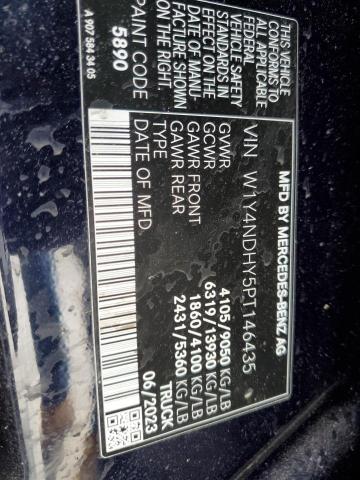 MFD BY MERCEDES-BENZ AG
VIN W1Y4NDHY5PT146435
GVWR 4105/9050 KG/LB
GCWR 6319/13930 KG/LB
GAWR FRONT 1860/4100 KG/LB
GAWR REAR 2431/5360 KG/LB
TYPE TRUCK
DATE OF MFD. 06/2023
THIS VEHICLE
CONFORMS TO
ALL APPLICABLE
VEHICLE SAFETY
STANDARDS IN
EFFECT ON THE
DATE OF MANU-
FACTURE SHOWN
ON THE RIGHT.
PAINT CODE
5890
A 907 584 34 05